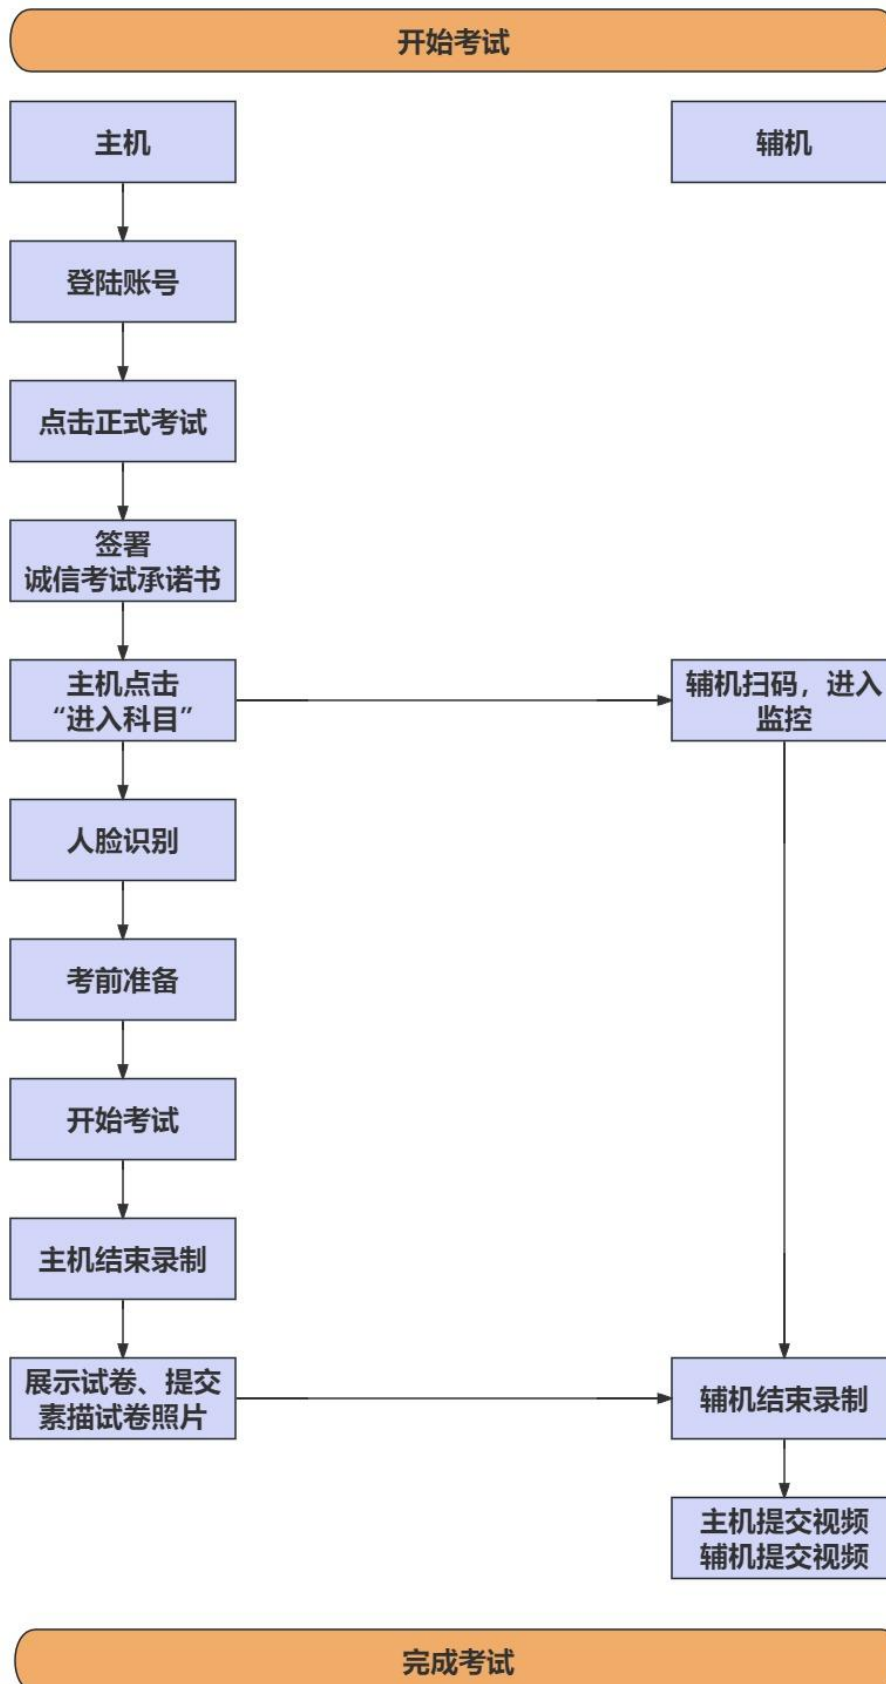 开始考试
主机
辅机
登陆账号
点击正式考试
签署
诚信考试承诺书
主机点击
“进入科目”
辅机扫码，进入
监控
人脸识别
考前准备
开始考试
主机结束录制
展示试卷、提交
素描试卷照片
辅机结束录制
主机提交视频
辅机提交视频
完成考试